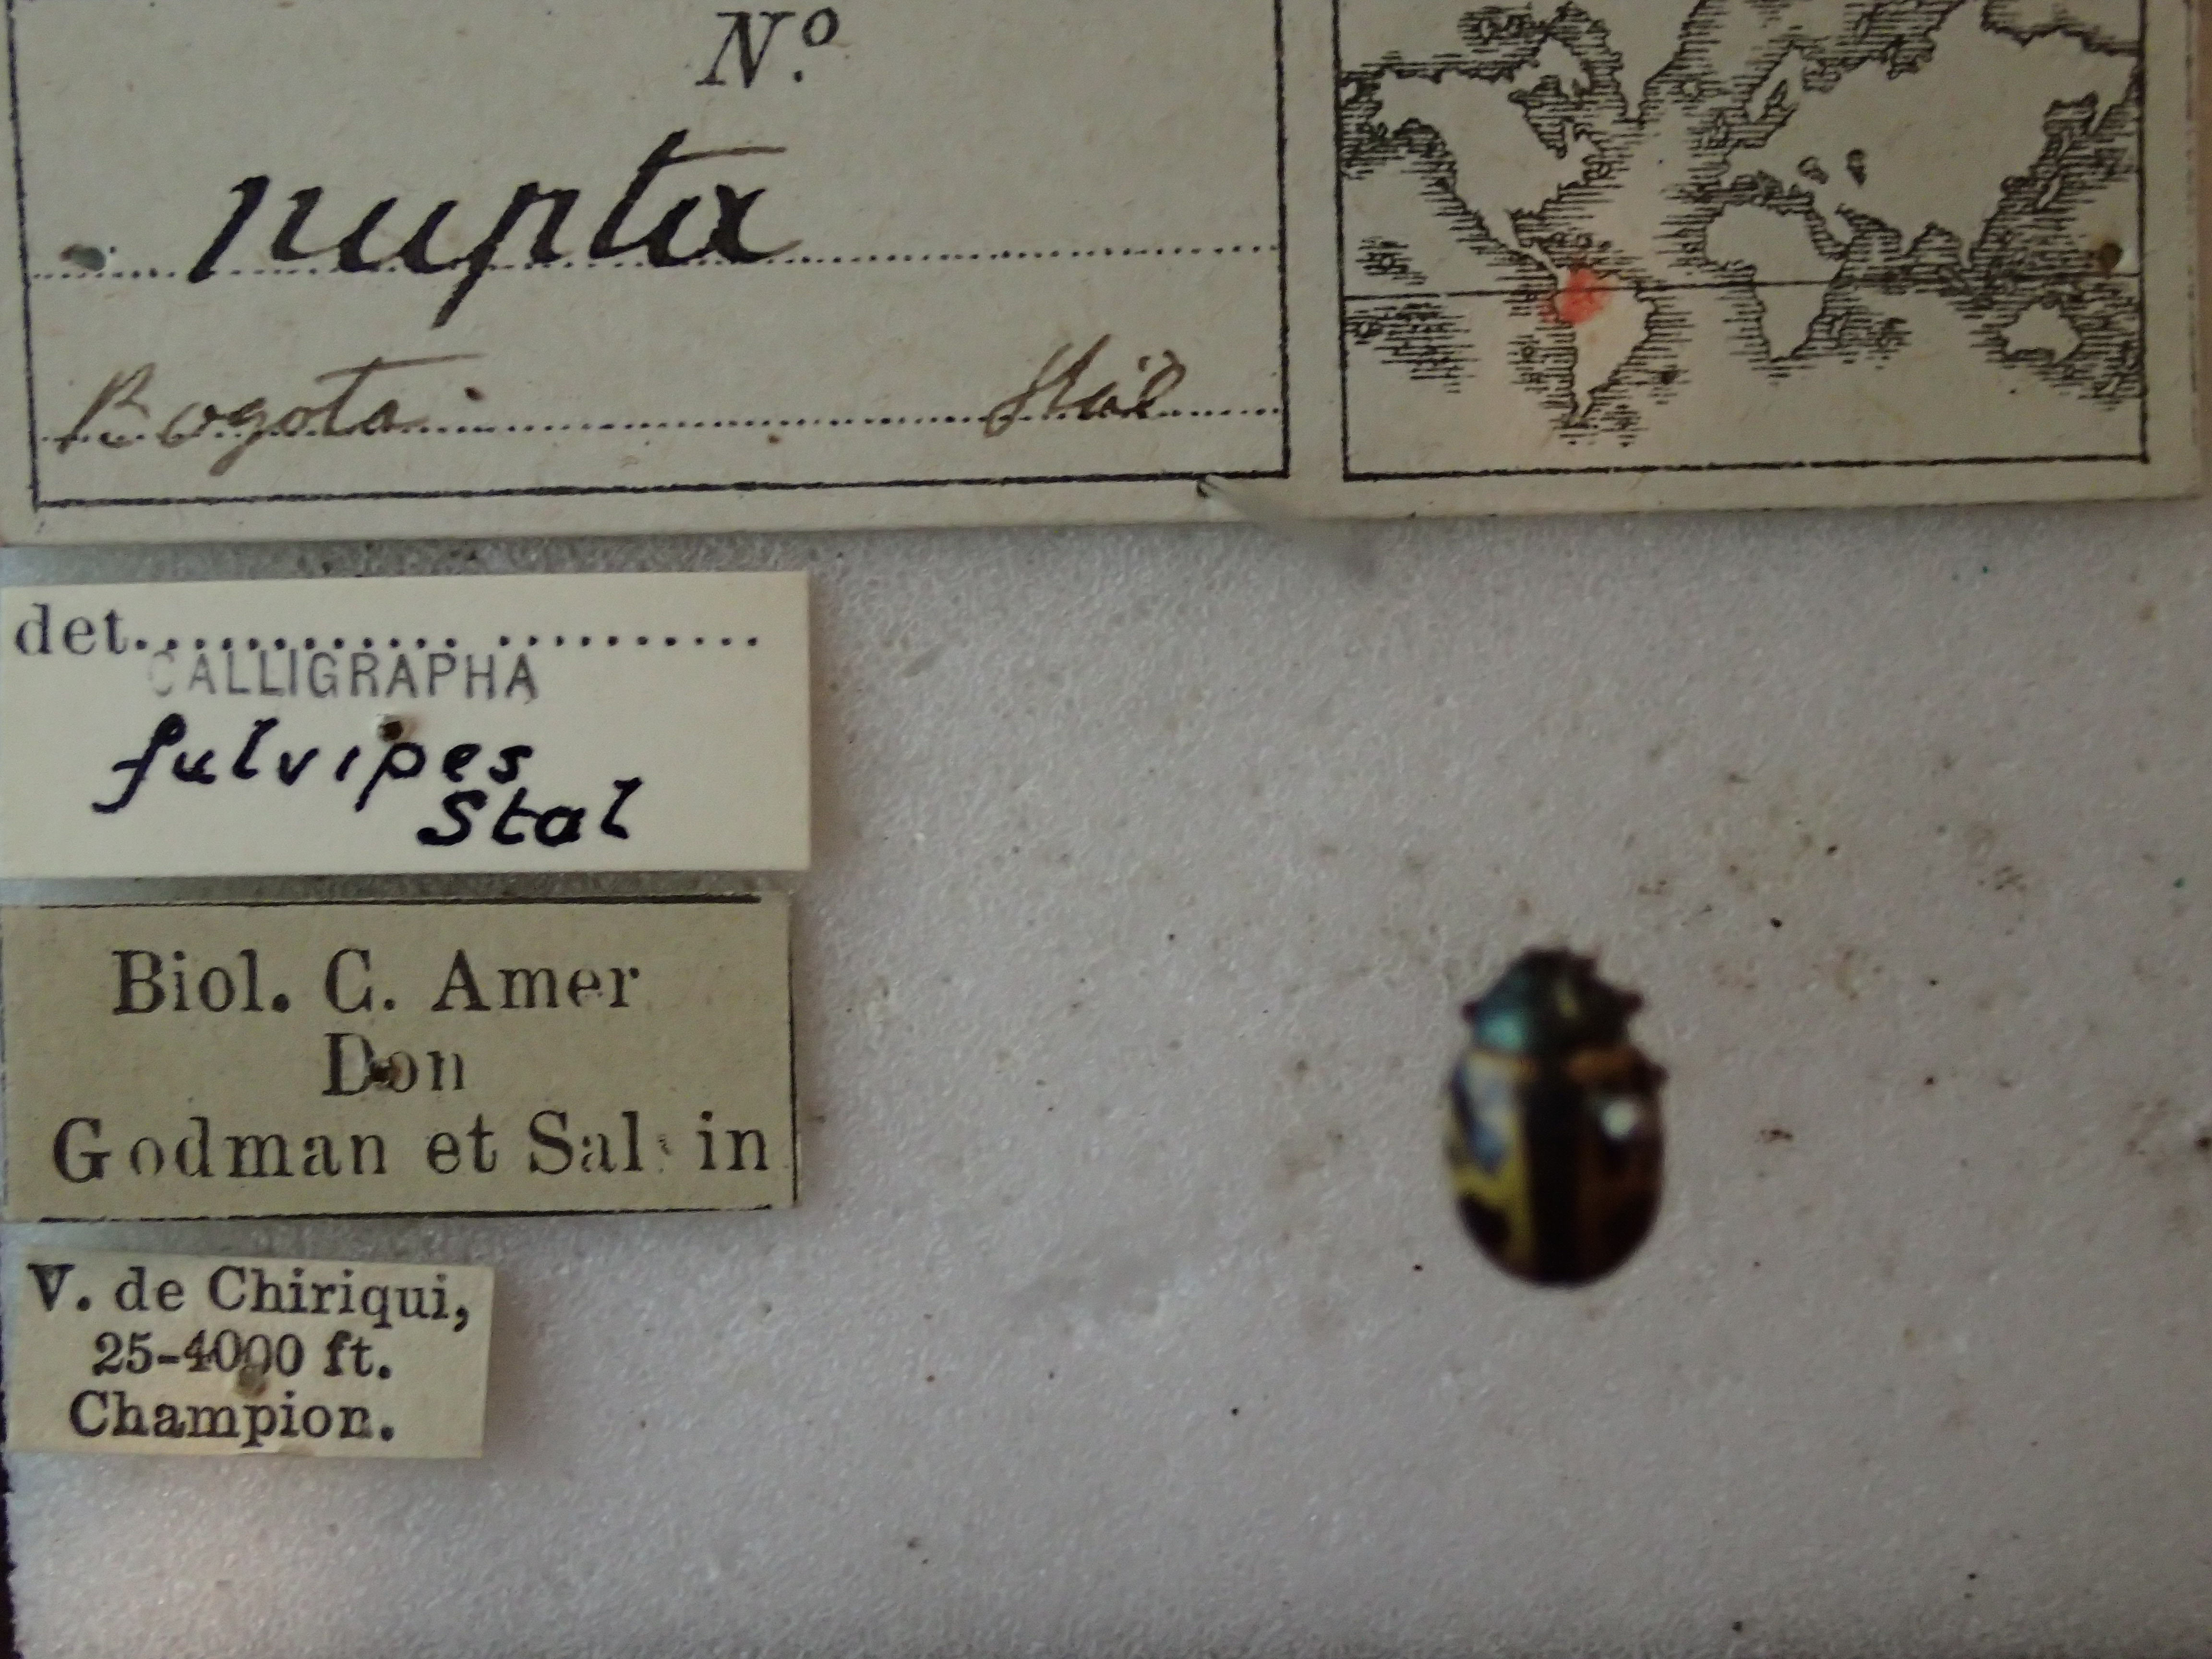 Nº
nupta
Bogota Stål
det.
CALLIGRAPHA
fulvipes
Stal
Biol. C. Amer
Don
Godman et Salvin
V. de Chiriqui,
25-4000 ft.
Champion.